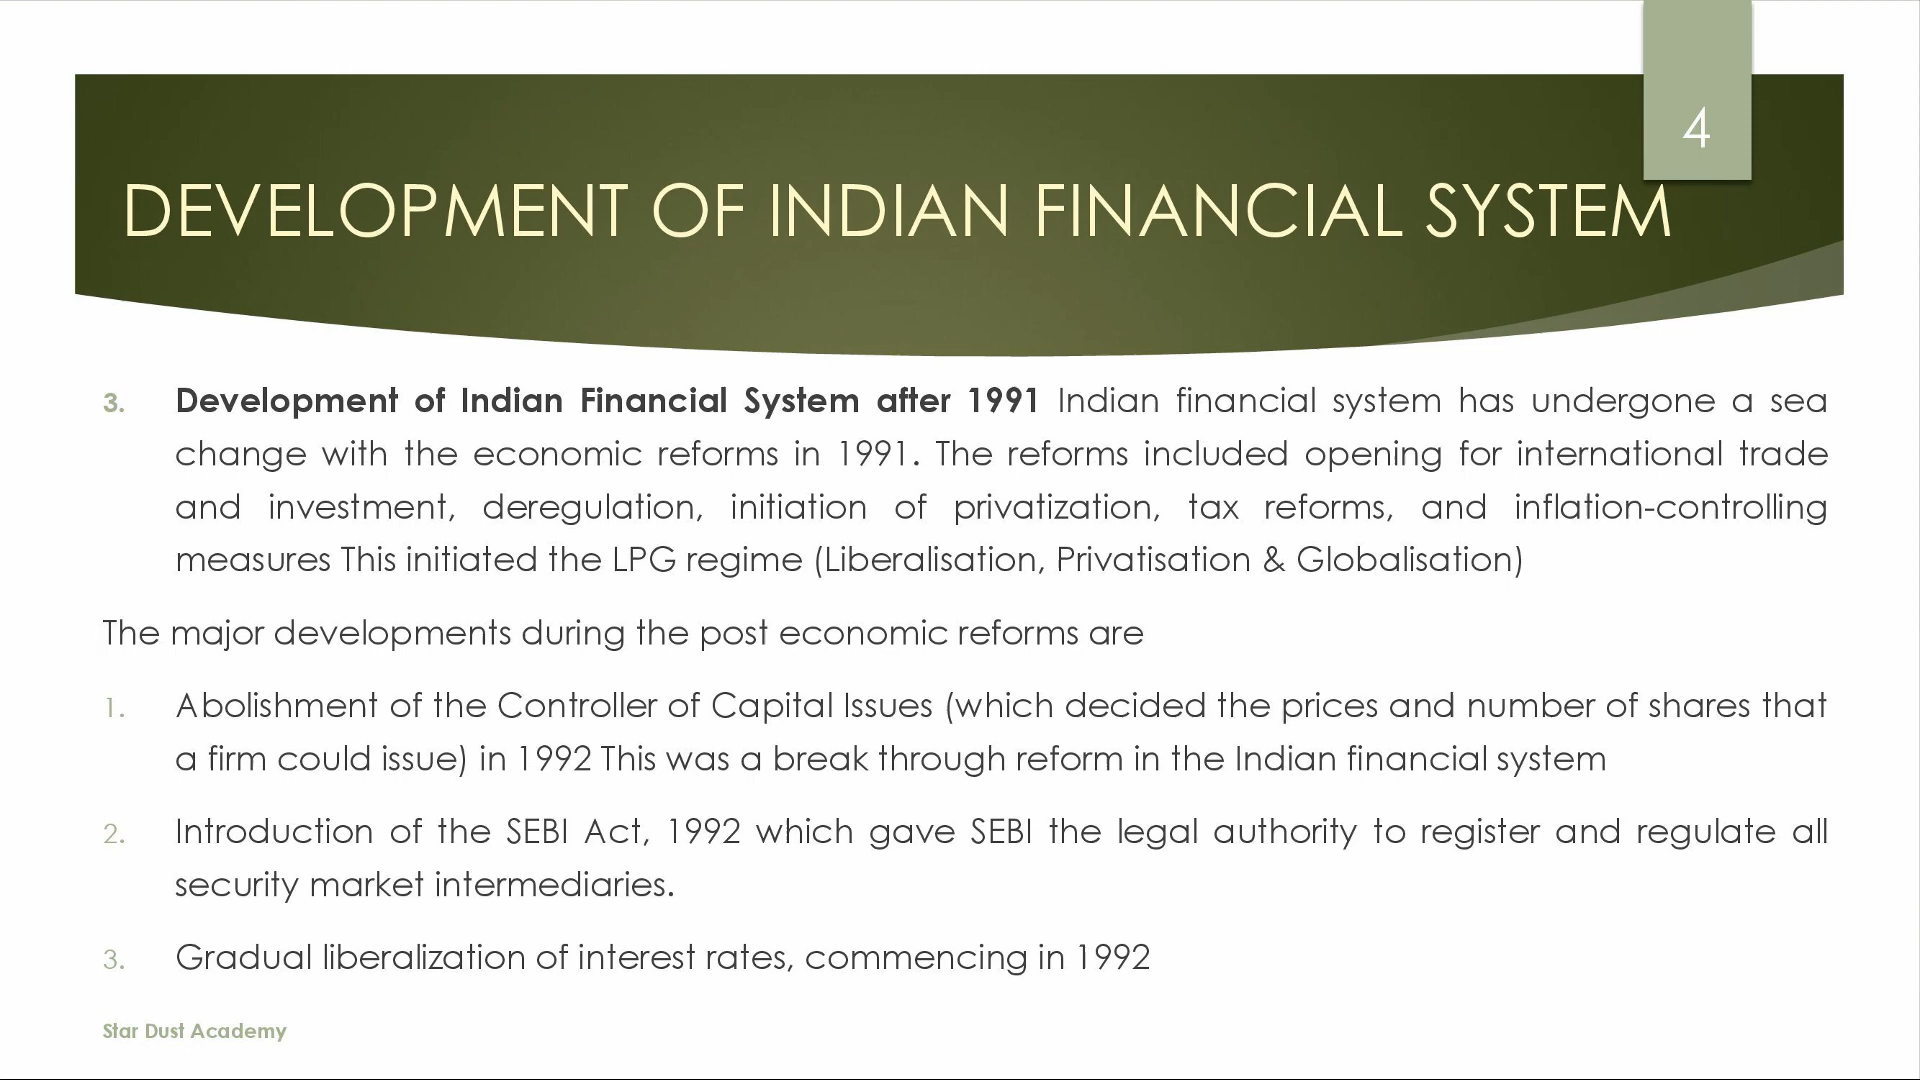 4
DEVELOPMENT OF INDIAN FINANCIAL SYSTEM
3. Development of Indian Financial System after 1991 Indian financial system has undergone a sea
change with the economic reforms in 1991. The reforms included opening for international trade
and investment, deregulation, initiation of privatization, tax reforms, and inflation-controlling
measures This initiated the LPG regime (Liberalisation, Privatisation & Globalisation)
The major developments during the post economic reforms are
1. Abolishment of the Controller of Capital Issues (which decided the prices and number of shares that
a firm could issue) in 1992 This was a break through reform in the Indian financial system
2. Introduction of the SEBI Act, 1992 which gave SEBI the legal authority to register and regulate all
security market intermediaries.
3. Gradual liberalization of interest rates, commencing in 1992
Star Dust Academy